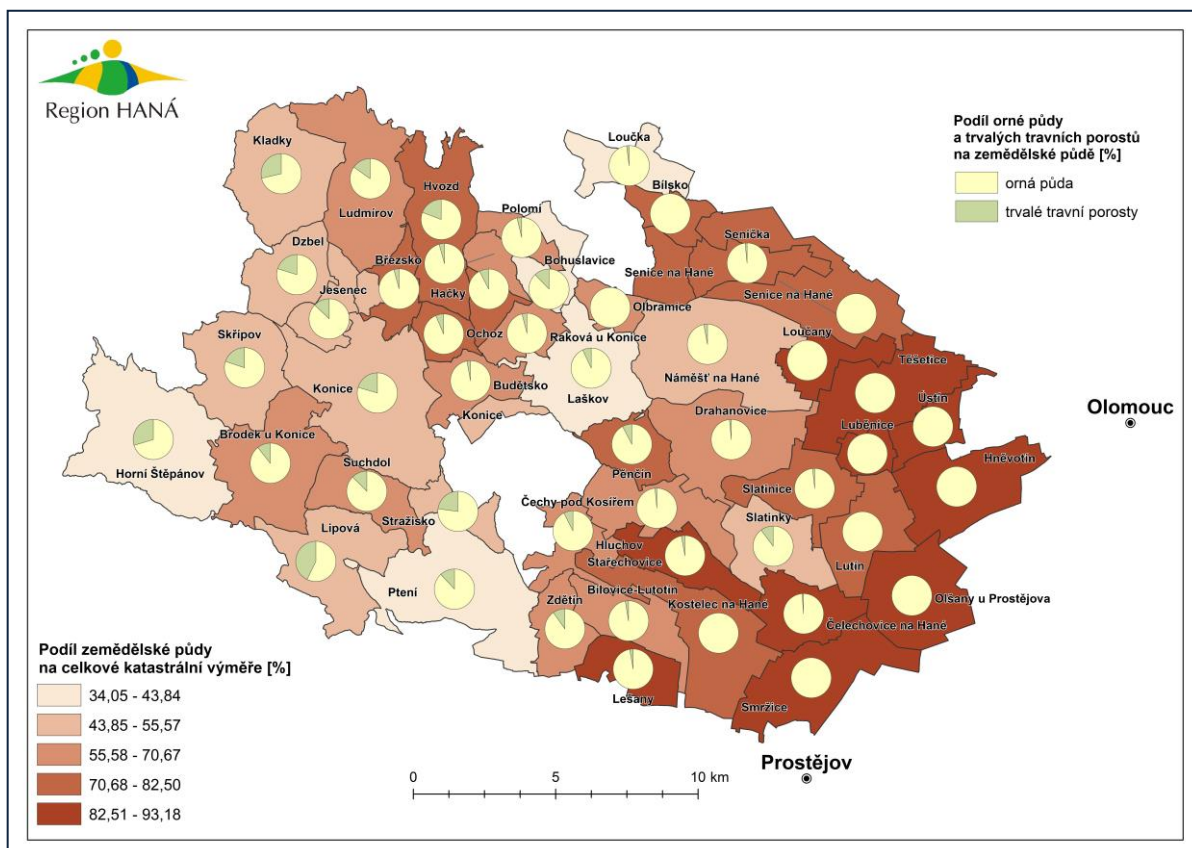 Region HANÁ
Podíl orné půdy
a trvalých travních porostů
na zemědělské půdě [%]
orná půda
trvalé travní porosty
Loučka
Kladky
Bílsko
Hvozd
Ludmírov
Polomí
Senička
Dzbel
Březsko
Bohuslavice
Senice na Hané
Jesenec
Hačky
Senice na Hané
Olbramice
Skřípov
Ochoz
Raková u Konice
Loučany
Těšetice
Náměšť na Hané
Konice
Budětsko
Laškov
Ústín
Konice
Drahanovice
Olomouc
Luběnice
Brodek u Konice
Hněvotín
Suchdol
Horní Štěpánov
Pěnčín
Slatinice
Čechy pod Kosířem
Slatinky
Stražisko
Lipová
Hluchov
Stařechovice
Lutín
Ptení
Bílovice-Lutotín
Olšany u Prostějova
Zdětín
Kostelec na Hané
Čelechovice na Hané
Lešany
Smržice
Prostějov
Podíl zemědělské půdy
na celkové katastrální výměře [%]
34,05 - 43,84
43,85 - 55,57
55,58 - 70,67
70,68 - 82,50
82,51 - 93,18
0 5 10 km